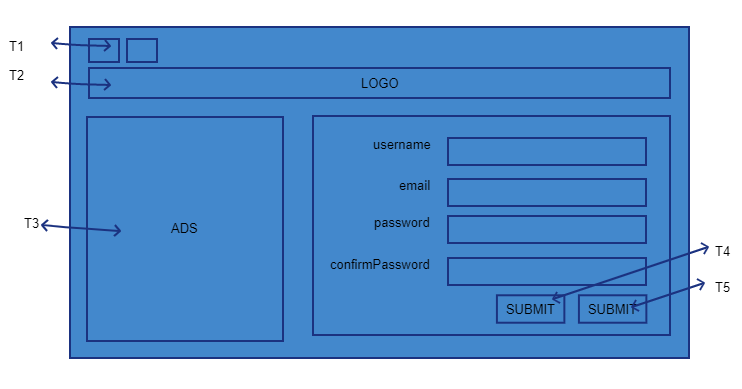 T1
T2
LOGO
username
email
password
T3
ADS
T4
confirmPassword
T5
SUBMIT
SUBMIT